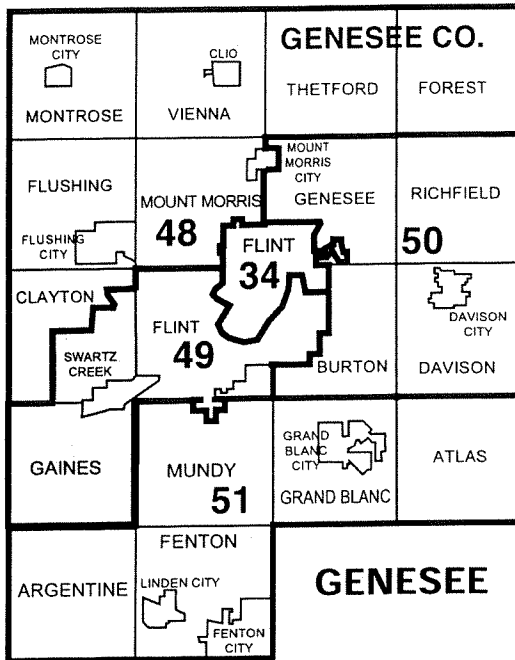 MONTROSE
CITY
CLIO
GENESEE CO.
MONTROSE
VIENNA
THETFORD
FOREST
MOUNT
MORRIS
CITY
FLUSHING
MOUNT MORRIS
GENESEE
RICHFIELD
48
FLUSHING
CITY
FLINT
34
50
CLAYTON
FLINT
49
SWARTZ
CREEK
DAVISON
CITY
BURTON
DAVISON
GAINES
MUNDY
51
GRAND
BLANC
CITY
GRAND BLANC
ATLAS
FENTON
ARGENTINE
LINDEN CITY
FENTON
CITY
GENESEE